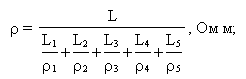 ρ = L / (L₁/ρ₁ + L₂/ρ₂ + L₃/ρ₃ + L₄/ρ₄ + L₅/ρ₅) , Ом м;